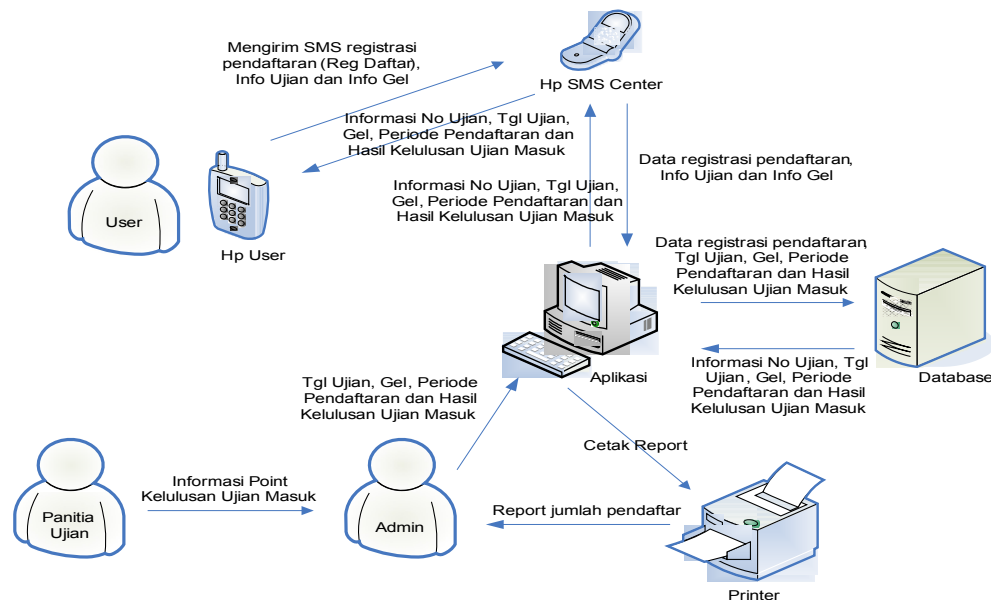 Mengirim SMS registrasi
pendaftaran (Reg Daftar),
Info Ujian dan Info Gel
Hp SMS Center
Informasi No Ujian, Tgl Ujian,
Gel, Periode Pendaftaran dan
Hasil Kelulusan Ujian Masuk
Data registrasi pendaftaran,
Info Ujian dan Info Gel
Informasi No Ujian, Tgl Ujian,
Gel, Periode Pendaftaran dan
Hasil Kelulusan Ujian Masuk
User
Hp User
Data registrasi pendaftaran,
Tgl Ujian, Gel, Periode
Pendaftaran dan Hasil
Kelulusan Ujian Masuk
Aplikasi
Informasi No Ujian, Tgl
Ujian, Gel, Periode
Pendaftaran dan Hasil
Kelulusan Ujian Masuk
Database
Tgl Ujian, Gel, Periode
Pendaftaran dan Hasil
Kelulusan Ujian Masuk
Cetak Report
Informasi Point
Kelulusan Ujian Masuk
Panitia
Ujian
Admin
Report jumlah pendaftar
Printer